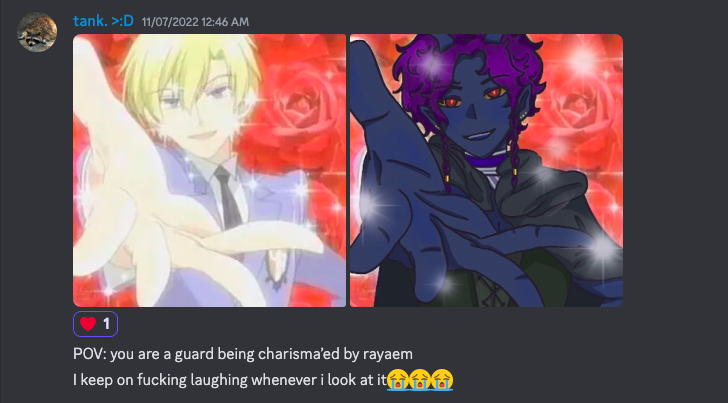 tank. >:D 11/07/2022 12:46 AM
1
POV: you are a guard being charisma'ed by rayaem
I keep on fucking laughing whenever i look at it😭😭😭